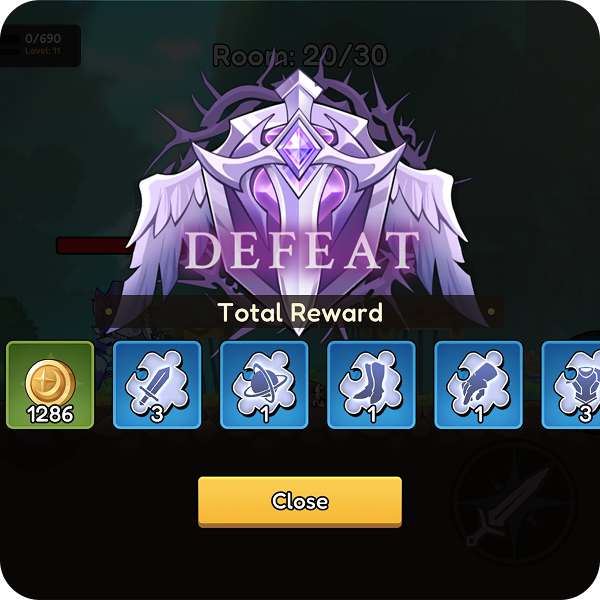 0/690
Level: 11
Room: 20/30
DEFEAT
Total Reward
1286
3
1
1
1
3
Close